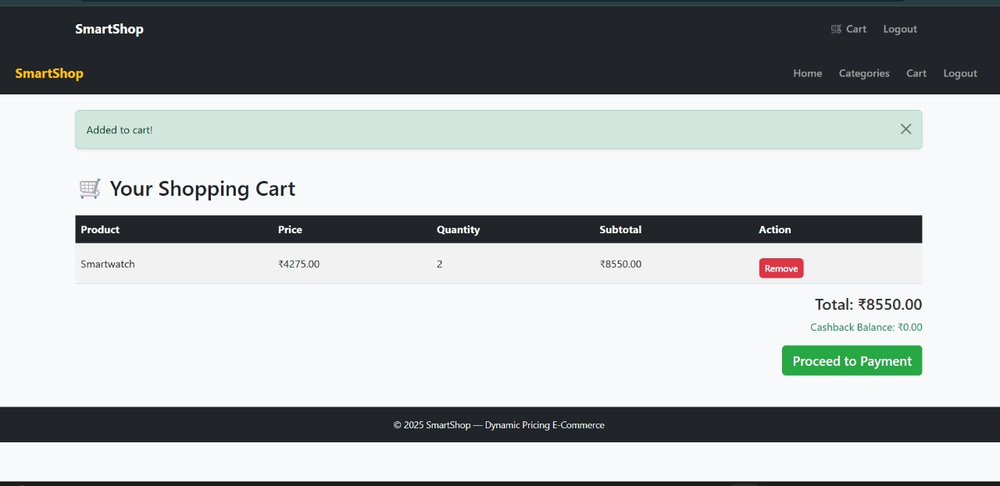 SmartShop 🛒 Cart Logout
SmartShop Home Categories Cart Logout
Added to cart!
🛒 Your Shopping Cart
Product Price Quantity Subtotal Action
Smartwatch ₹4275.00 2 ₹8550.00 Remove
Total: ₹8550.00
Cashback Balance: ₹0.00
Proceed to Payment
© 2025 SmartShop — Dynamic Pricing E-Commerce